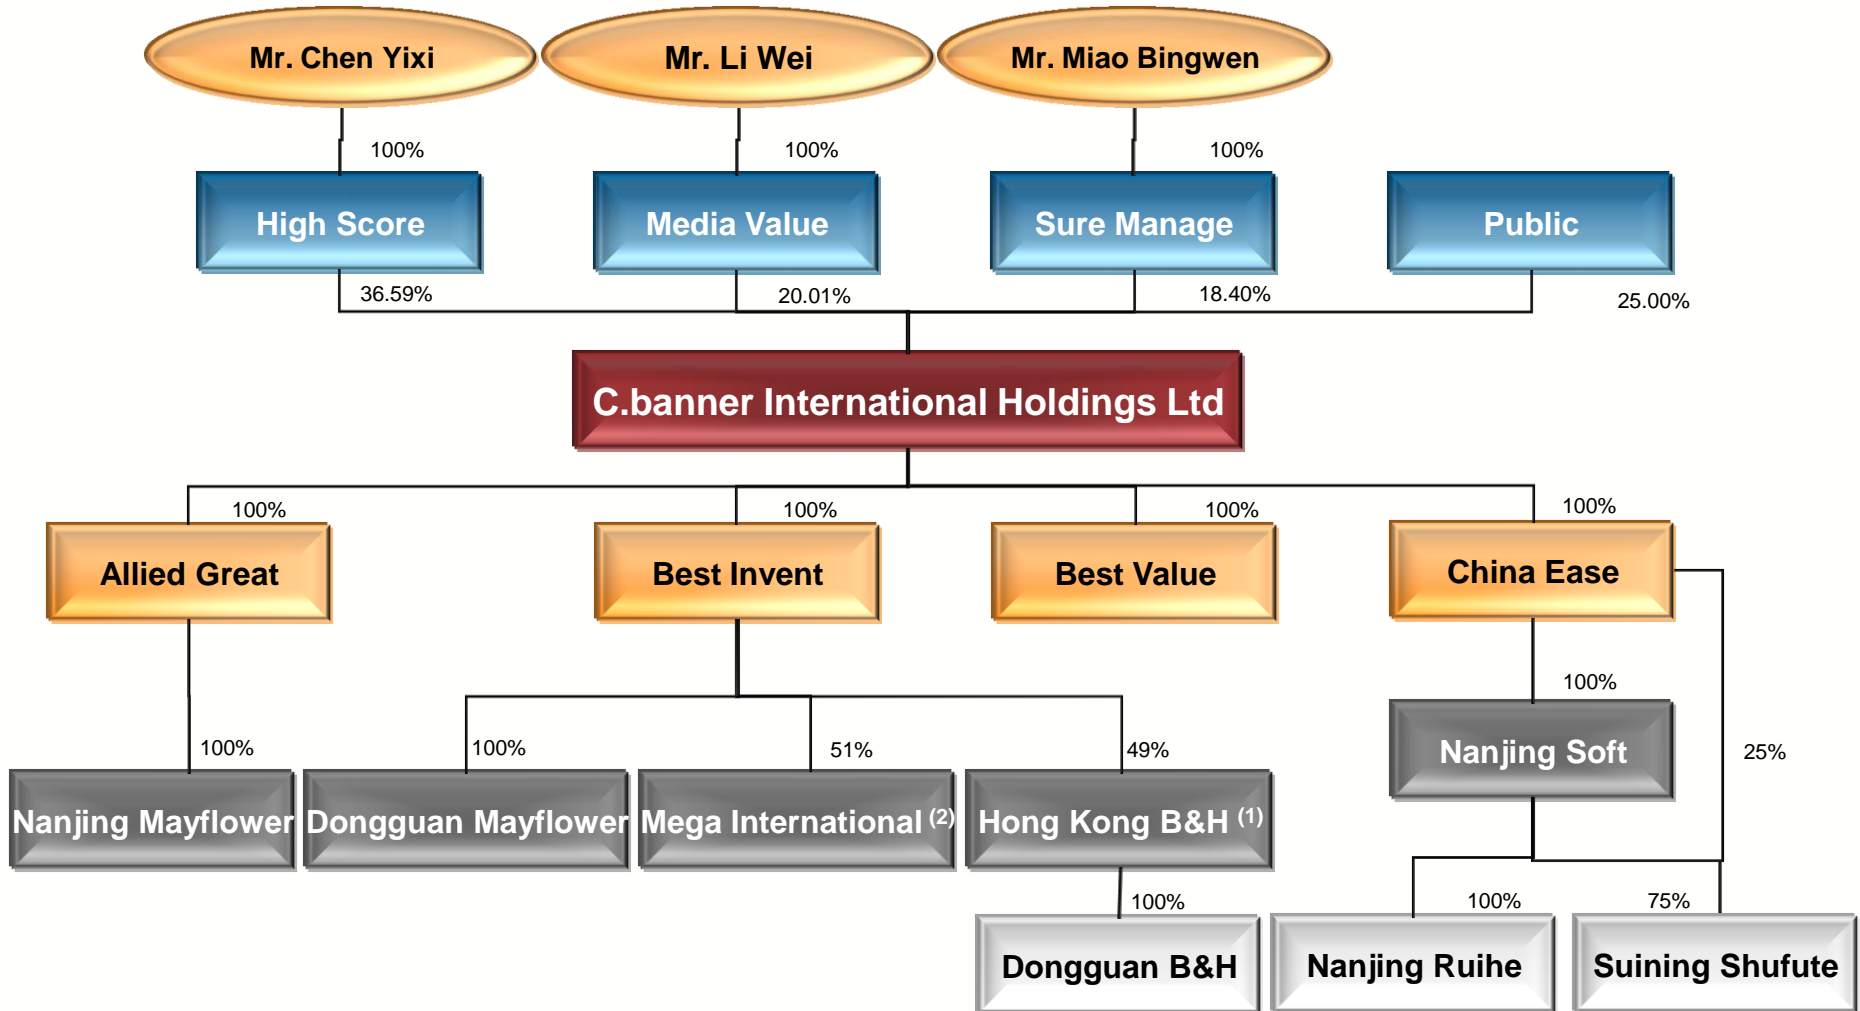 Mr. Chen Yixi
Mr. Li Wei
Mr. Miao Bingwen
100%
100%
100%
High Score
Media Value
Sure Manage
Public
36.59%
20.01%
18.40%
25.00%
C.banner International Holdings Ltd
100%
100%
100%
100%
Allied Great
Best Invent
Best Value
China Ease
100%
100%
100%
51%
49%
25%
Nanjing Soft
Nanjing Mayflower
Dongguan Mayflower
Mega International (2)
Hong Kong B&H (1)
100%
100%
75%
Dongguan B&H
Nanjing Ruihe
Suining Shufute